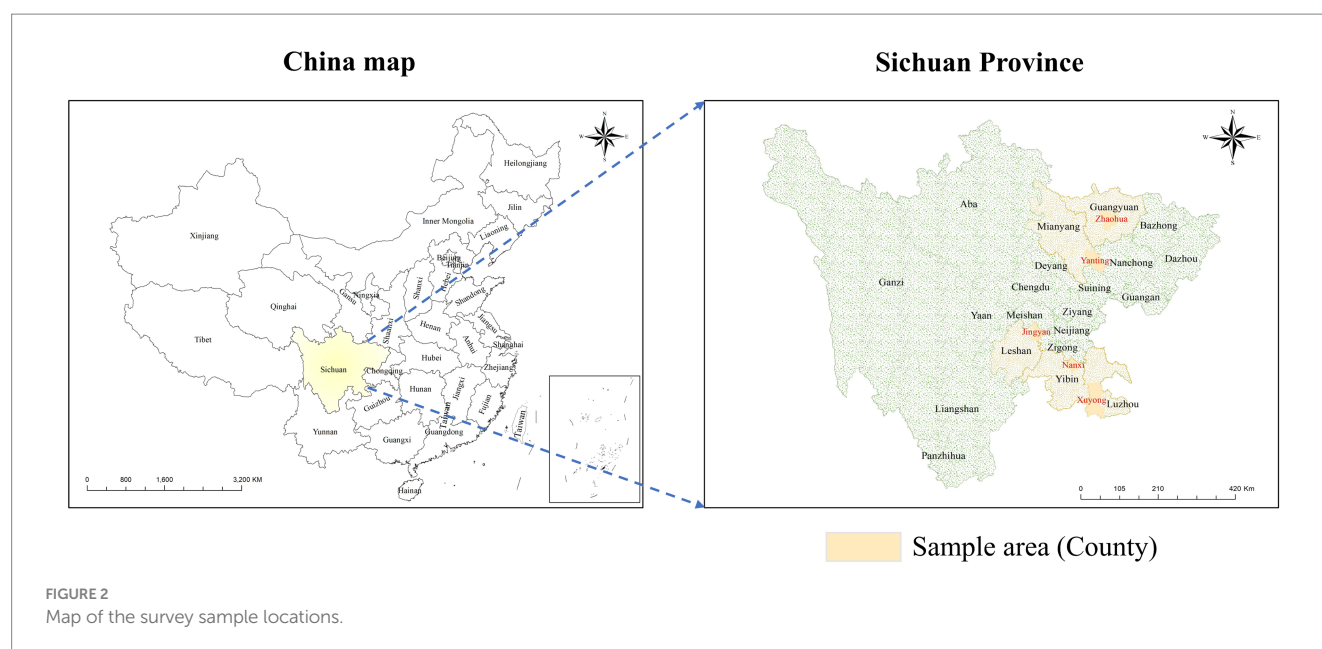 China map
Sichuan Province
N
W
E
S
Heilongjiang
Jilin
Inner Mongolia
Liaoning
Xinjiang
Beijing
Tianjin
Hebei
Shanxi
Ningxia
Gansu
Shandong
Qinghai
Shaanxi
Henan
Jiangsu
Tibet
Anhui
Shanghai
Hubei
Sichuan
Chongqing
Zhejiang
Hunan
Jiangxi
Guizhou
Fujian
Taiwan
Taiwan
Yunnan
Guangxi
Guangdong
Hainan
0 800 1,600 3,200 KM
N
W
E
S
Aba
Guangyuan
Zhaohua
Mianyang
Bazhong
Yanting
Nanchong
Dazhou
Deyang
Ganzi
Chengdu
Suining
Guangan
Yaan
Meishan
Ziyang
Jingyan
Neijiang
Leshan
Zigong
Nanxi
Yibin
Xuyong
Luzhou
Liangshan
Panzhihua
0 105 210 420 Km
Sample area (County)
FIGURE 2
Map of the survey sample locations.